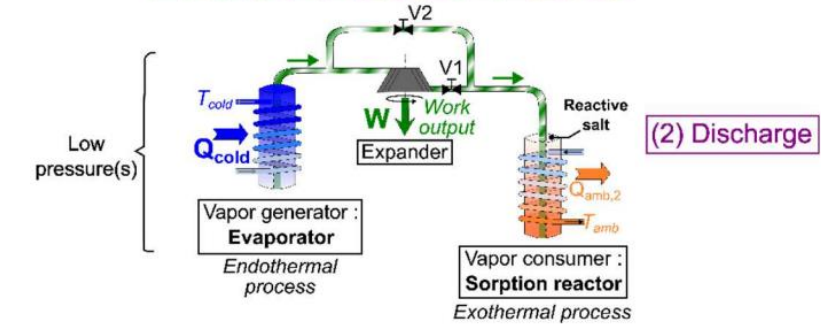 V2
V1
T_cold
Q_cold
W
Work
output
Expander
Low
pressure(s)
Reactive
salt
(2) Discharge
Q_amb,2
T_amb
Vapor generator :
Evaporator
Endothermal
process
Vapor consumer :
Sorption reactor
Exothermal process